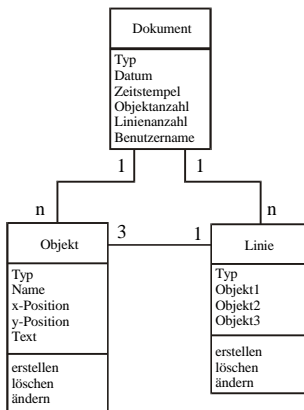 Dokument
Typ
Datum
Zeitstempel
Objektanzahl
Linienanzahl
Benutzername
1 1
n n
Objekt
3 1
Linie
Typ
Name
x-Position
y-Position
Text
erstellen
löschen
ändern
Typ
Objekt1
Objekt2
Objekt3
erstellen
löschen
ändern